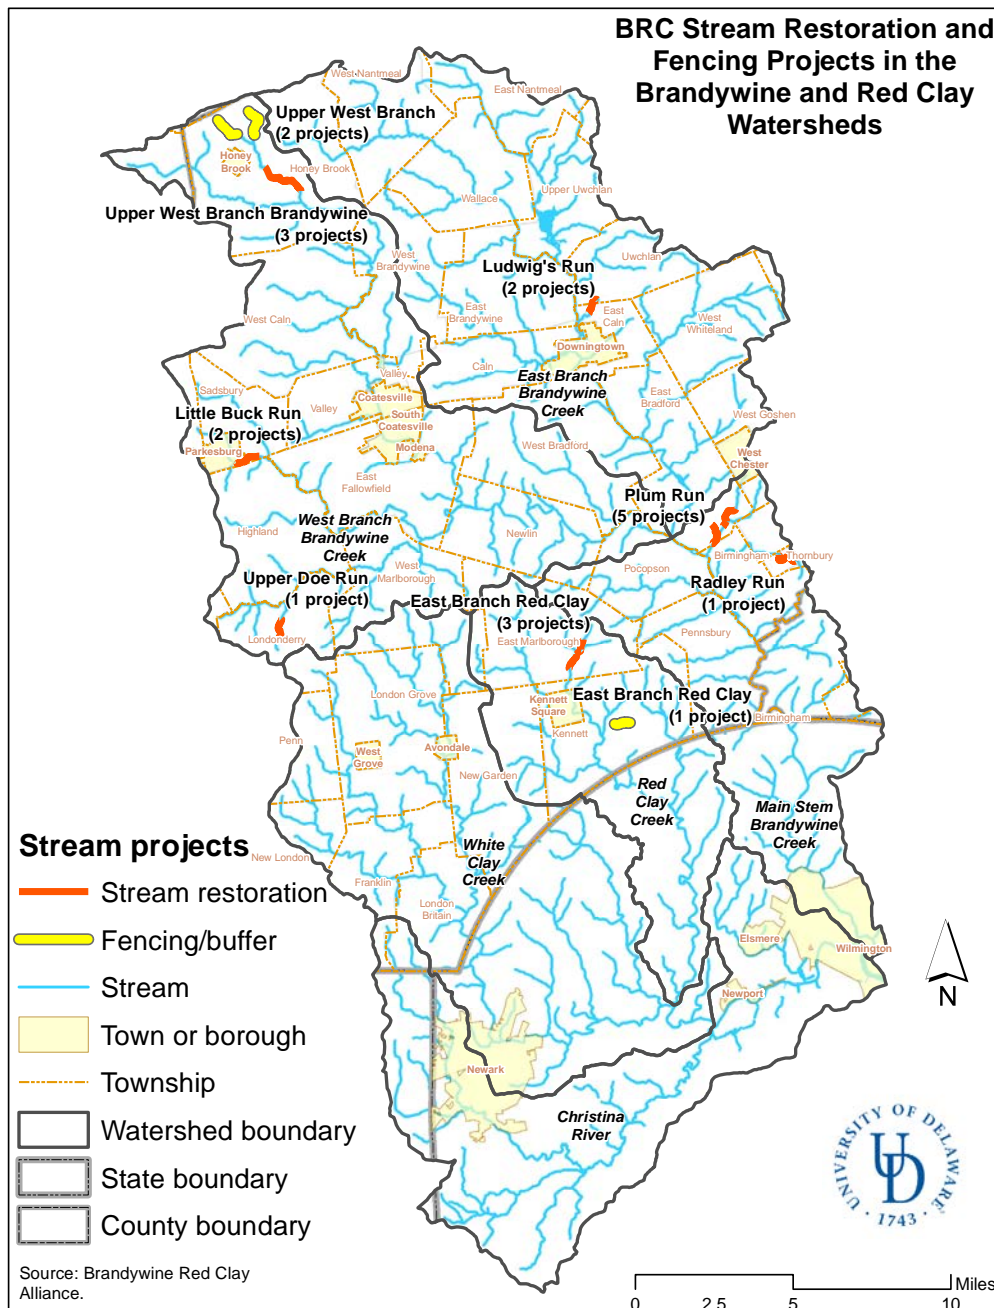 BRC Stream Restoration and
Fencing Projects in the
Brandywine and Red Clay
Watersheds
West Nantmeal
East Nantmeal
Upper West Branch
(2 projects)
Honey
Brook
Honey Brook
Upper Uwchlan
Wallace
Upper West Branch Brandywine
(3 projects)
West
Brandywine
Uwchlan
Ludwig's Run
(2 projects)
East
Brandywine
East
Caln
West
Whiteland
West Caln
Downingtown
Caln
Valley
East Branch
Brandywine
Creek
Sadsbury
Coatesville
East
Bradford
Little Buck Run
(2 projects)
Valley
South
Coatesville
West Goshen
Parkesburg
Modena
West Bradford
West
Chester
East
Fallowfield
Plum Run
(5 projects)
West Branch
Brandywine
Creek
Highland
Newlin
Birmingham
Thornbury
West
Marlborough
Pocopson
Upper Doe Run
(1 project)
Radley Run
(1 project)
East Branch Red Clay
(3 projects)
Londonderry
East Marlborough
Pennsbury
London Grove
East Branch Red Clay
(1 project)
Kennett
Square
Birmingham
Kennett
Penn
West
Grove
Avondale
New Garden
Red
Clay
Creek
Main Stem
Brandywine
Creek
White
Clay
Creek
New London
Franklin
London
Britain
Elsmere
Wilmington
Newport
Newark
Christina
River
Stream projects
Stream restoration
Fencing/buffer
Stream
Town or borough
Township
Watershed boundary
State boundary
County boundary
N
UNIVERSITY OF DELAWARE
UD
1743
Source: Brandywine Red Clay
Alliance.
Miles
0 2.5 5 10